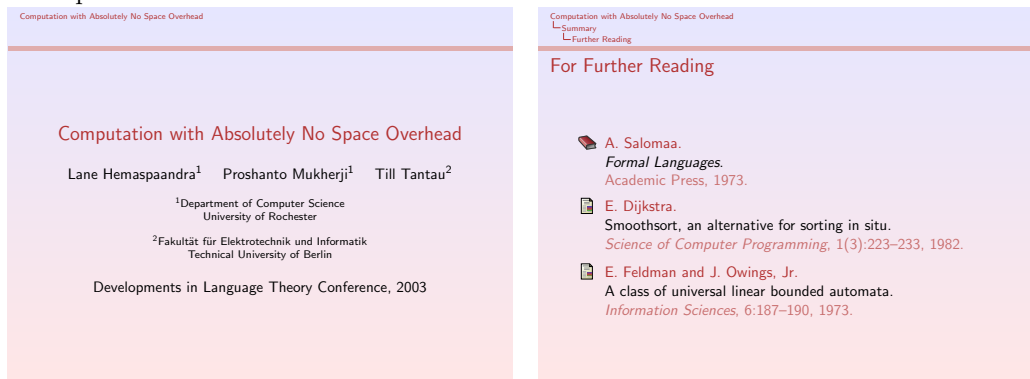 Computation with Absolutely No Space Overhead
Computation with Absolutely No Space Overhead
Lane Hemaspaandra¹ Proshanto Mukherji¹ Till Tantau²
¹Department of Computer Science
University of Rochester
²Fakultät für Elektrotechnik und Informatik
Technical University of Berlin
Developments in Language Theory Conference, 2003
Computation with Absolutely No Space Overhead
Summary
Further Reading
For Further Reading
A. Salomaa.
Formal Languages.
Academic Press, 1973.
E. Dijkstra.
Smoothsort, an alternative for sorting in situ.
Science of Computer Programming, 1(3):223–233, 1982.
E. Feldman and J. Owings, Jr.
A class of universal linear bounded automata.
Information Sciences, 6:187–190, 1973.